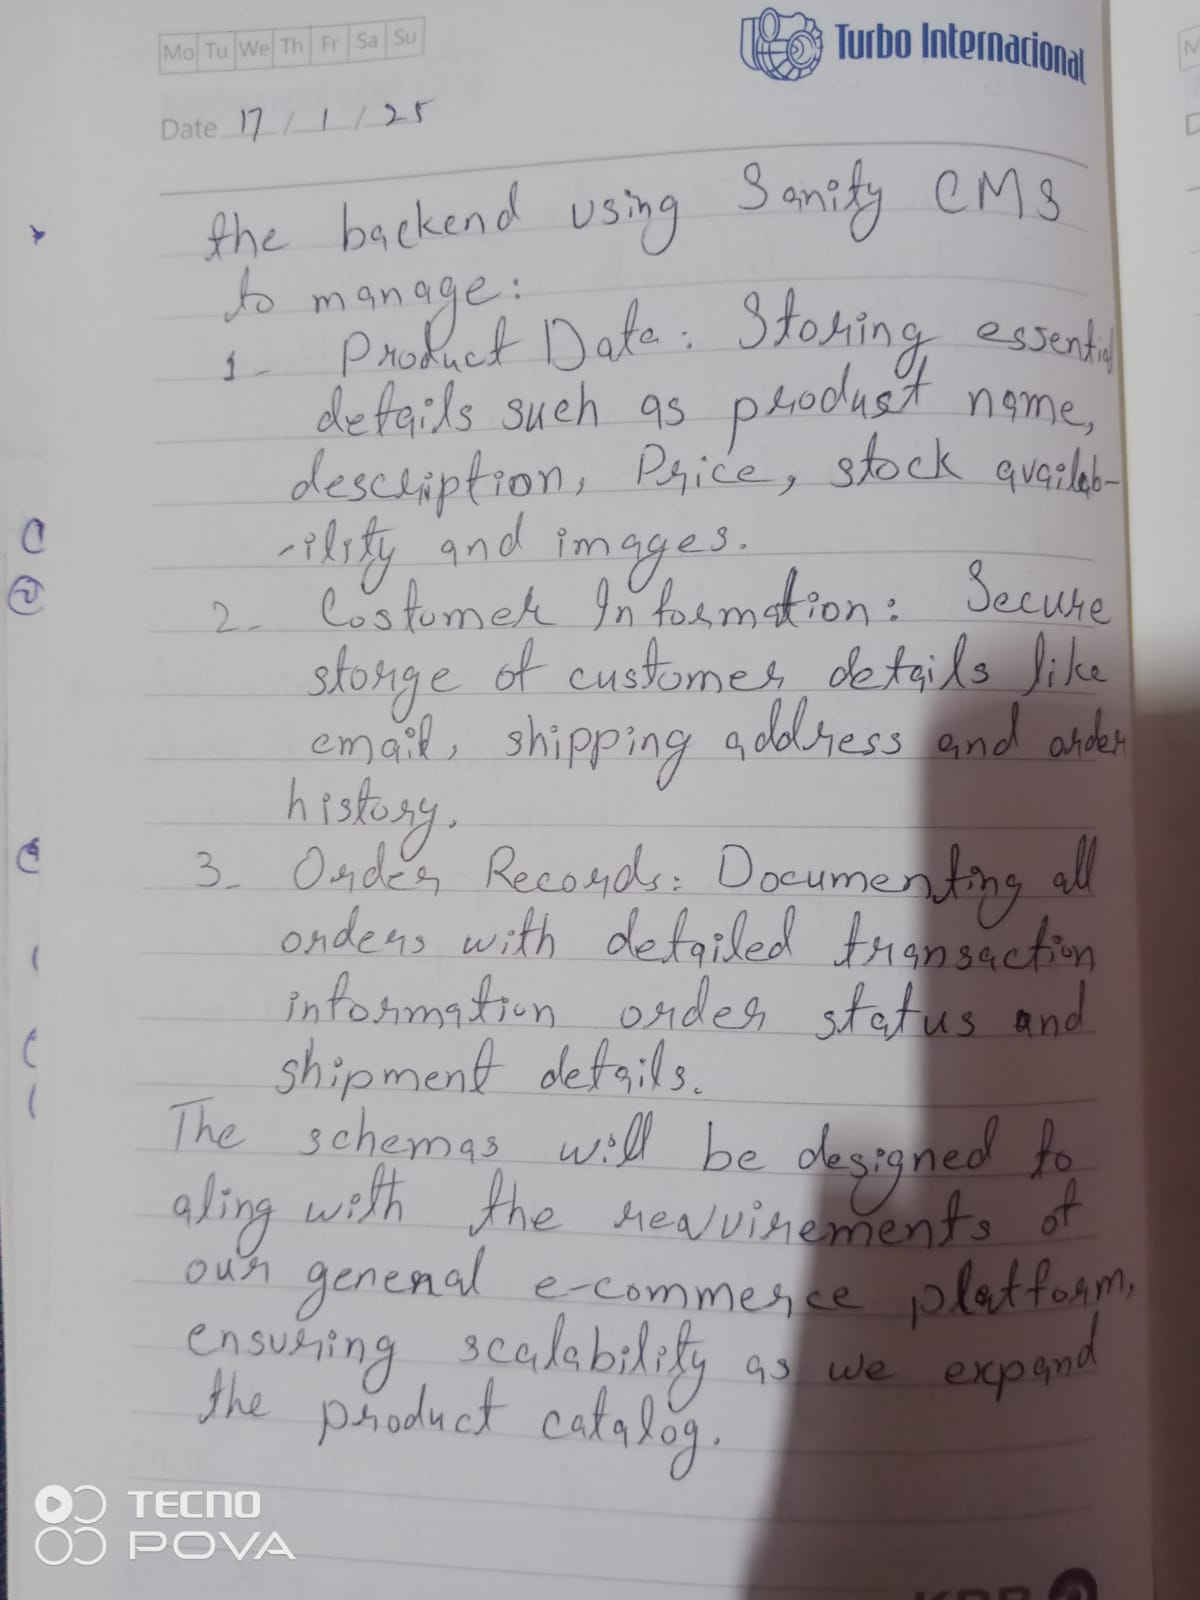 Mo Tu We Th Fr Sa Su
Turbo Internacional
Date 17 / 1 / 25
the backend using Sanity CMS
to manage:
1- Product Data: Storing essential
details such as product name,
description, Price, stock availab-
-ility and images.
2- Costomer Information: Secure
storge of customer details like
email, shipping address and order
history.
3- Order Records: Documenting all
orders with detailed transaction
information order status and
shipment details.
The schemas will be designed to
aling with the reqvirements of
our general e-commerce platform,
ensuring scalability as we expand
the product catalog.
TECNO
POVA